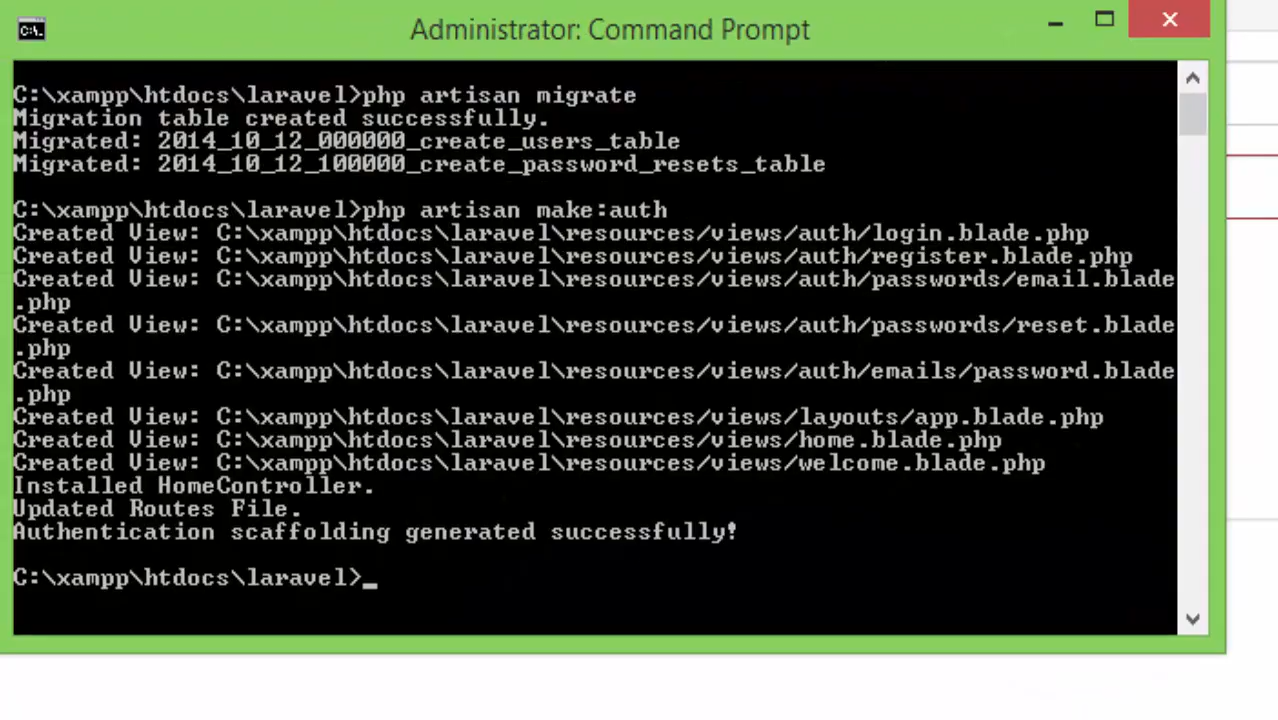 Administrator: Command Prompt
C:\xampp\htdocs\laravel>php artisan migrate
Migration table created successfully.
Migrated: 2014_10_12_000000_create_users_table
Migrated: 2014_10_12_100000_create_password_resets_table
C:\xampp\htdocs\laravel>php artisan make:auth
Created View: C:\xampp\htdocs\laravel\resources/views/auth/login.blade.php
Created View: C:\xampp\htdocs\laravel\resources/views/auth/register.blade.php
Created View: C:\xampp\htdocs\laravel\resources/views/auth/passwords/email.blade
.php
Created View: C:\xampp\htdocs\laravel\resources/views/auth/passwords/reset.blade
.php
Created View: C:\xampp\htdocs\laravel\resources/views/auth/emails/password.blade
.php
Created View: C:\xampp\htdocs\laravel\resources/views/layouts/app.blade.php
Created View: C:\xampp\htdocs\laravel\resources/views/home.blade.php
Created View: C:\xampp\htdocs\laravel\resources/views/welcome.blade.php
Installed HomeController.
Updated Routes File.
Authentication scaffolding generated successfully!
C:\xampp\htdocs\laravel>_